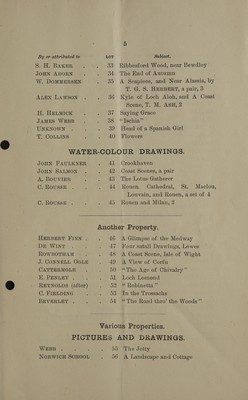 5
By or attributed to LOT Subject.
S. H. BAKER . . 33 Ribbesford Wood, near Bewdley
JOHN ABORN . . 34 The End of Autumn
W. DOMMERSEN . 35 A Seapiece, and Near Alassia, by
T. G. S. HERBERT, a pair, 3
ALEX LAWSON . . 36 Kyle of Loch Alsh, and A Coast
Scene, T. M. ASH, 2
H. HELMICK . . 37 Saying Grace
JAMES WEBB . . 38 "Ischia"
UNKNOWN . . . 39 Head of a Spanish Girl
T. COLLINS . . 40 Flowers
WATER-COLOUR DRAWINGS.
JOHN FAULKNER . 41 Crookhaven
JOHN SALMON . . 42 Coast Scenes, a pair
A. BOUVIER . . 43 The Lotus Gatherer
C. ROUSSE . . . 44 Rouen Cathedral, St. Maclou,
Louvain, and Rouen, a set of 4
C. ROUSSE . . . 45 Rouen and Milan, 2
Another Property.
HERBERT FINN . . 46 A Glimpse of the Medway
DE WINT . . . 47 Four small Drawings, Lewes
ROWBOTHAM . . 48 A Coast Scene, Isle of Wight
J. CONNELL OGLE . 49 A View of Corfu
CATTERMOLE . . 50 "The Age of Chivalry"
E. PENLEY . . . 51 Loch Lomond
REYNOLDS (after) . 52 "Robinetta"
C. FIELDING . . 53 In the Trossachs
BEVERLEY . . . 54 "The Road thro' the Woods"
Various Properties.
PICTURES AND DRAWINGS.
WEBB . . . . 55 The Jetty
NORWICH SCHOOL . 56 A Landscape and Cottage